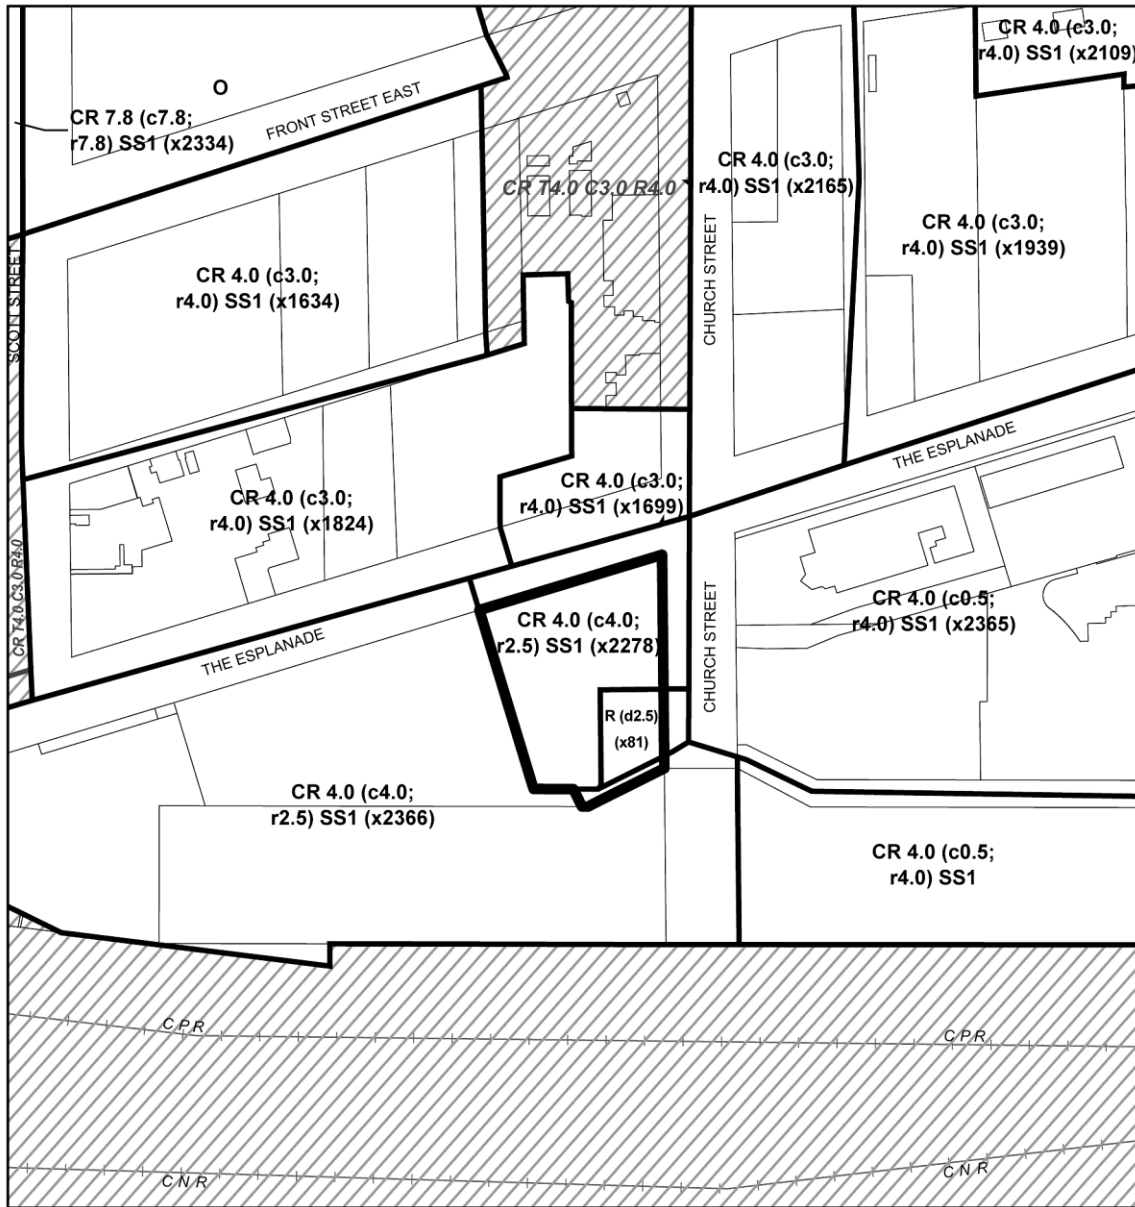 CR 4.0 (c3.0;
r4.0) SS1 (x2109)
O
CR 7.8 (c7.8;
r7.8) SS1 (x2334)
FRONT STREET EAST
CR 4.0 (c3.0;
r4.0) SS1 (x2165)
CR T4.0 C3.0 R4.0
CR 4.0 (c3.0;
r4.0) SS1 (x1939)
SCOTT STREET
CR 4.0 (c3.0;
r4.0) SS1 (x1634)
CHURCH STREET
THE ESPLANADE
CR 4.0 (c3.0;
r4.0) SS1 (x1699)
CR 4.0 (c3.0;
r4.0) SS1 (x1824)
CR T4.0 C3.0 R4.0
CR 4.0 (c0.5;
r4.0) SS1 (x2365)
CR 4.0 (c4.0;
r2.5) SS1 (x2278)
THE ESPLANADE
CHURCH STREET
R (d2.5)
(x81)
CR 4.0 (c4.0;
r2.5) SS1 (x2366)
CR 4.0 (c0.5;
r4.0) SS1
CPR
CPR
CNR
CNR